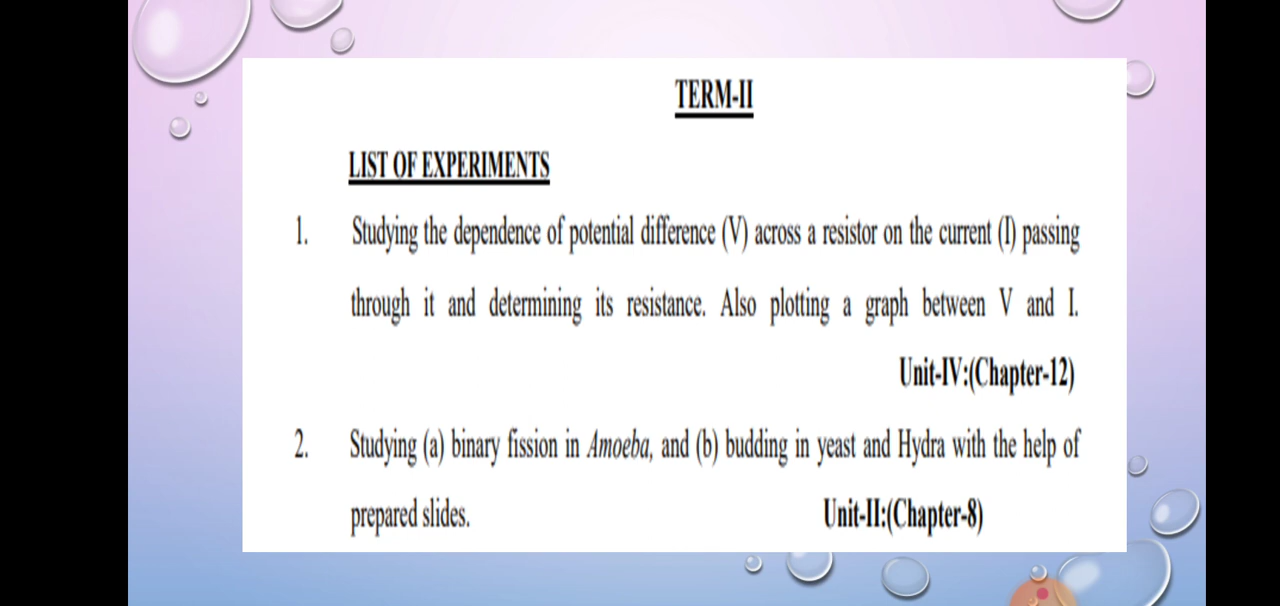 TERM-II
LIST OF EXPERIMENTS
1. Studying the dependence of potential difference (V) across a resistor on the current (I) passing
through it and determining its resistance. Also plotting a graph between V and I.
Unit-IV:(Chapter-12)
2. Studying (a) binary fission in Amoeba, and (b) budding in yeast and Hydra with the help of
prepared slides. Unit-II:(Chapter-8)